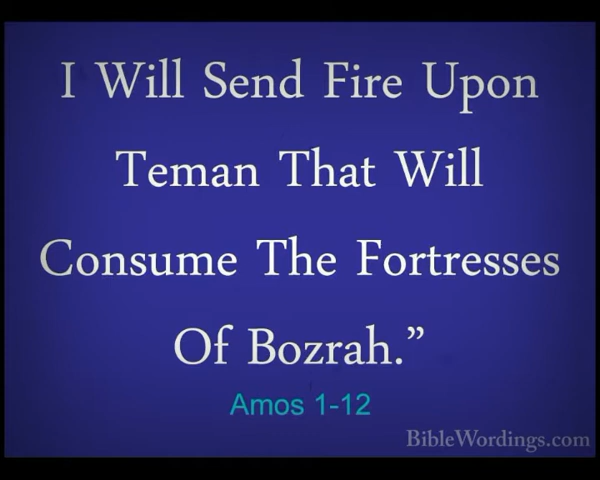 I Will Send Fire Upon
Teman That Will
Consume The Fortresses
Of Bozrah.”
Amos 1-12
BibleWordings.com